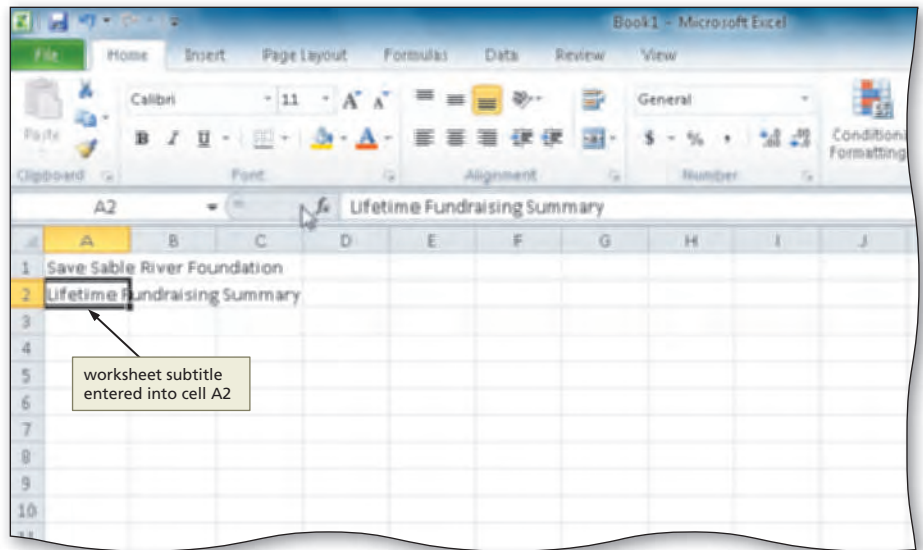 Book1 - Microsoft Excel
File Home Insert Page Layout Formulas Data Review View
Calibri 11 A A General
Paste B I U A $ % , .0 .00 Conditional
Formatting
Clipboard Font Alignment Number
A2 fx Lifetime Fundraising Summary
A B C D E F G H I J
1 Save Sable River Foundation
2 Lifetime Fundraising Summary
3
4
5
6
7
8
9
10
worksheet subtitle
entered into cell A2